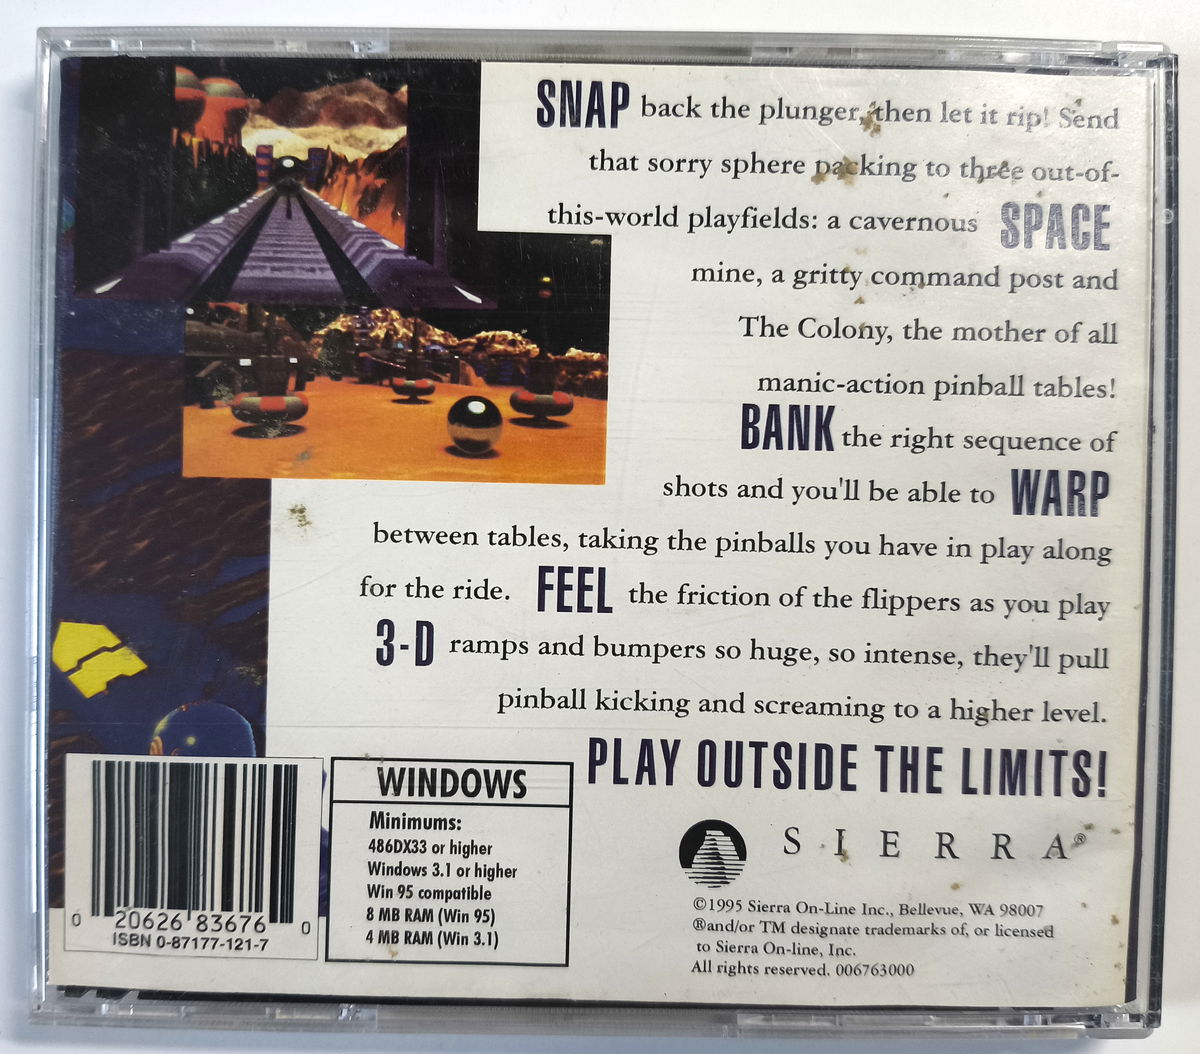 SNAP back the plunger, then let it rip! Send
that sorry sphere packing to three out-of-
this-world playfields: a cavernous SPACE
mine, a gritty command post and
The Colony, the mother of all
manic-action pinball tables!
BANK the right sequence of
shots and you'll be able to WARP
between tables, taking the pinballs you have in play along
for the ride. FEEL the friction of the flippers as you play
3-D ramps and bumpers so huge, so intense, they'll pull
pinball kicking and screaming to a higher level.
PLAY OUTSIDE THE LIMITS!
SIERRA®
©1995 Sierra On-Line Inc., Bellevue, WA 98007
®and/or TM designate trademarks of, or licensed
to Sierra On-line, Inc.
All rights reserved. 006763000
WINDOWS
Minimums:
486DX33 or higher
Windows 3.1 or higher
Win 95 compatible
8 MB RAM (Win 95)
4 MB RAM (Win 3.1)
0 20626 83676 0
ISBN 0-87177-121-7